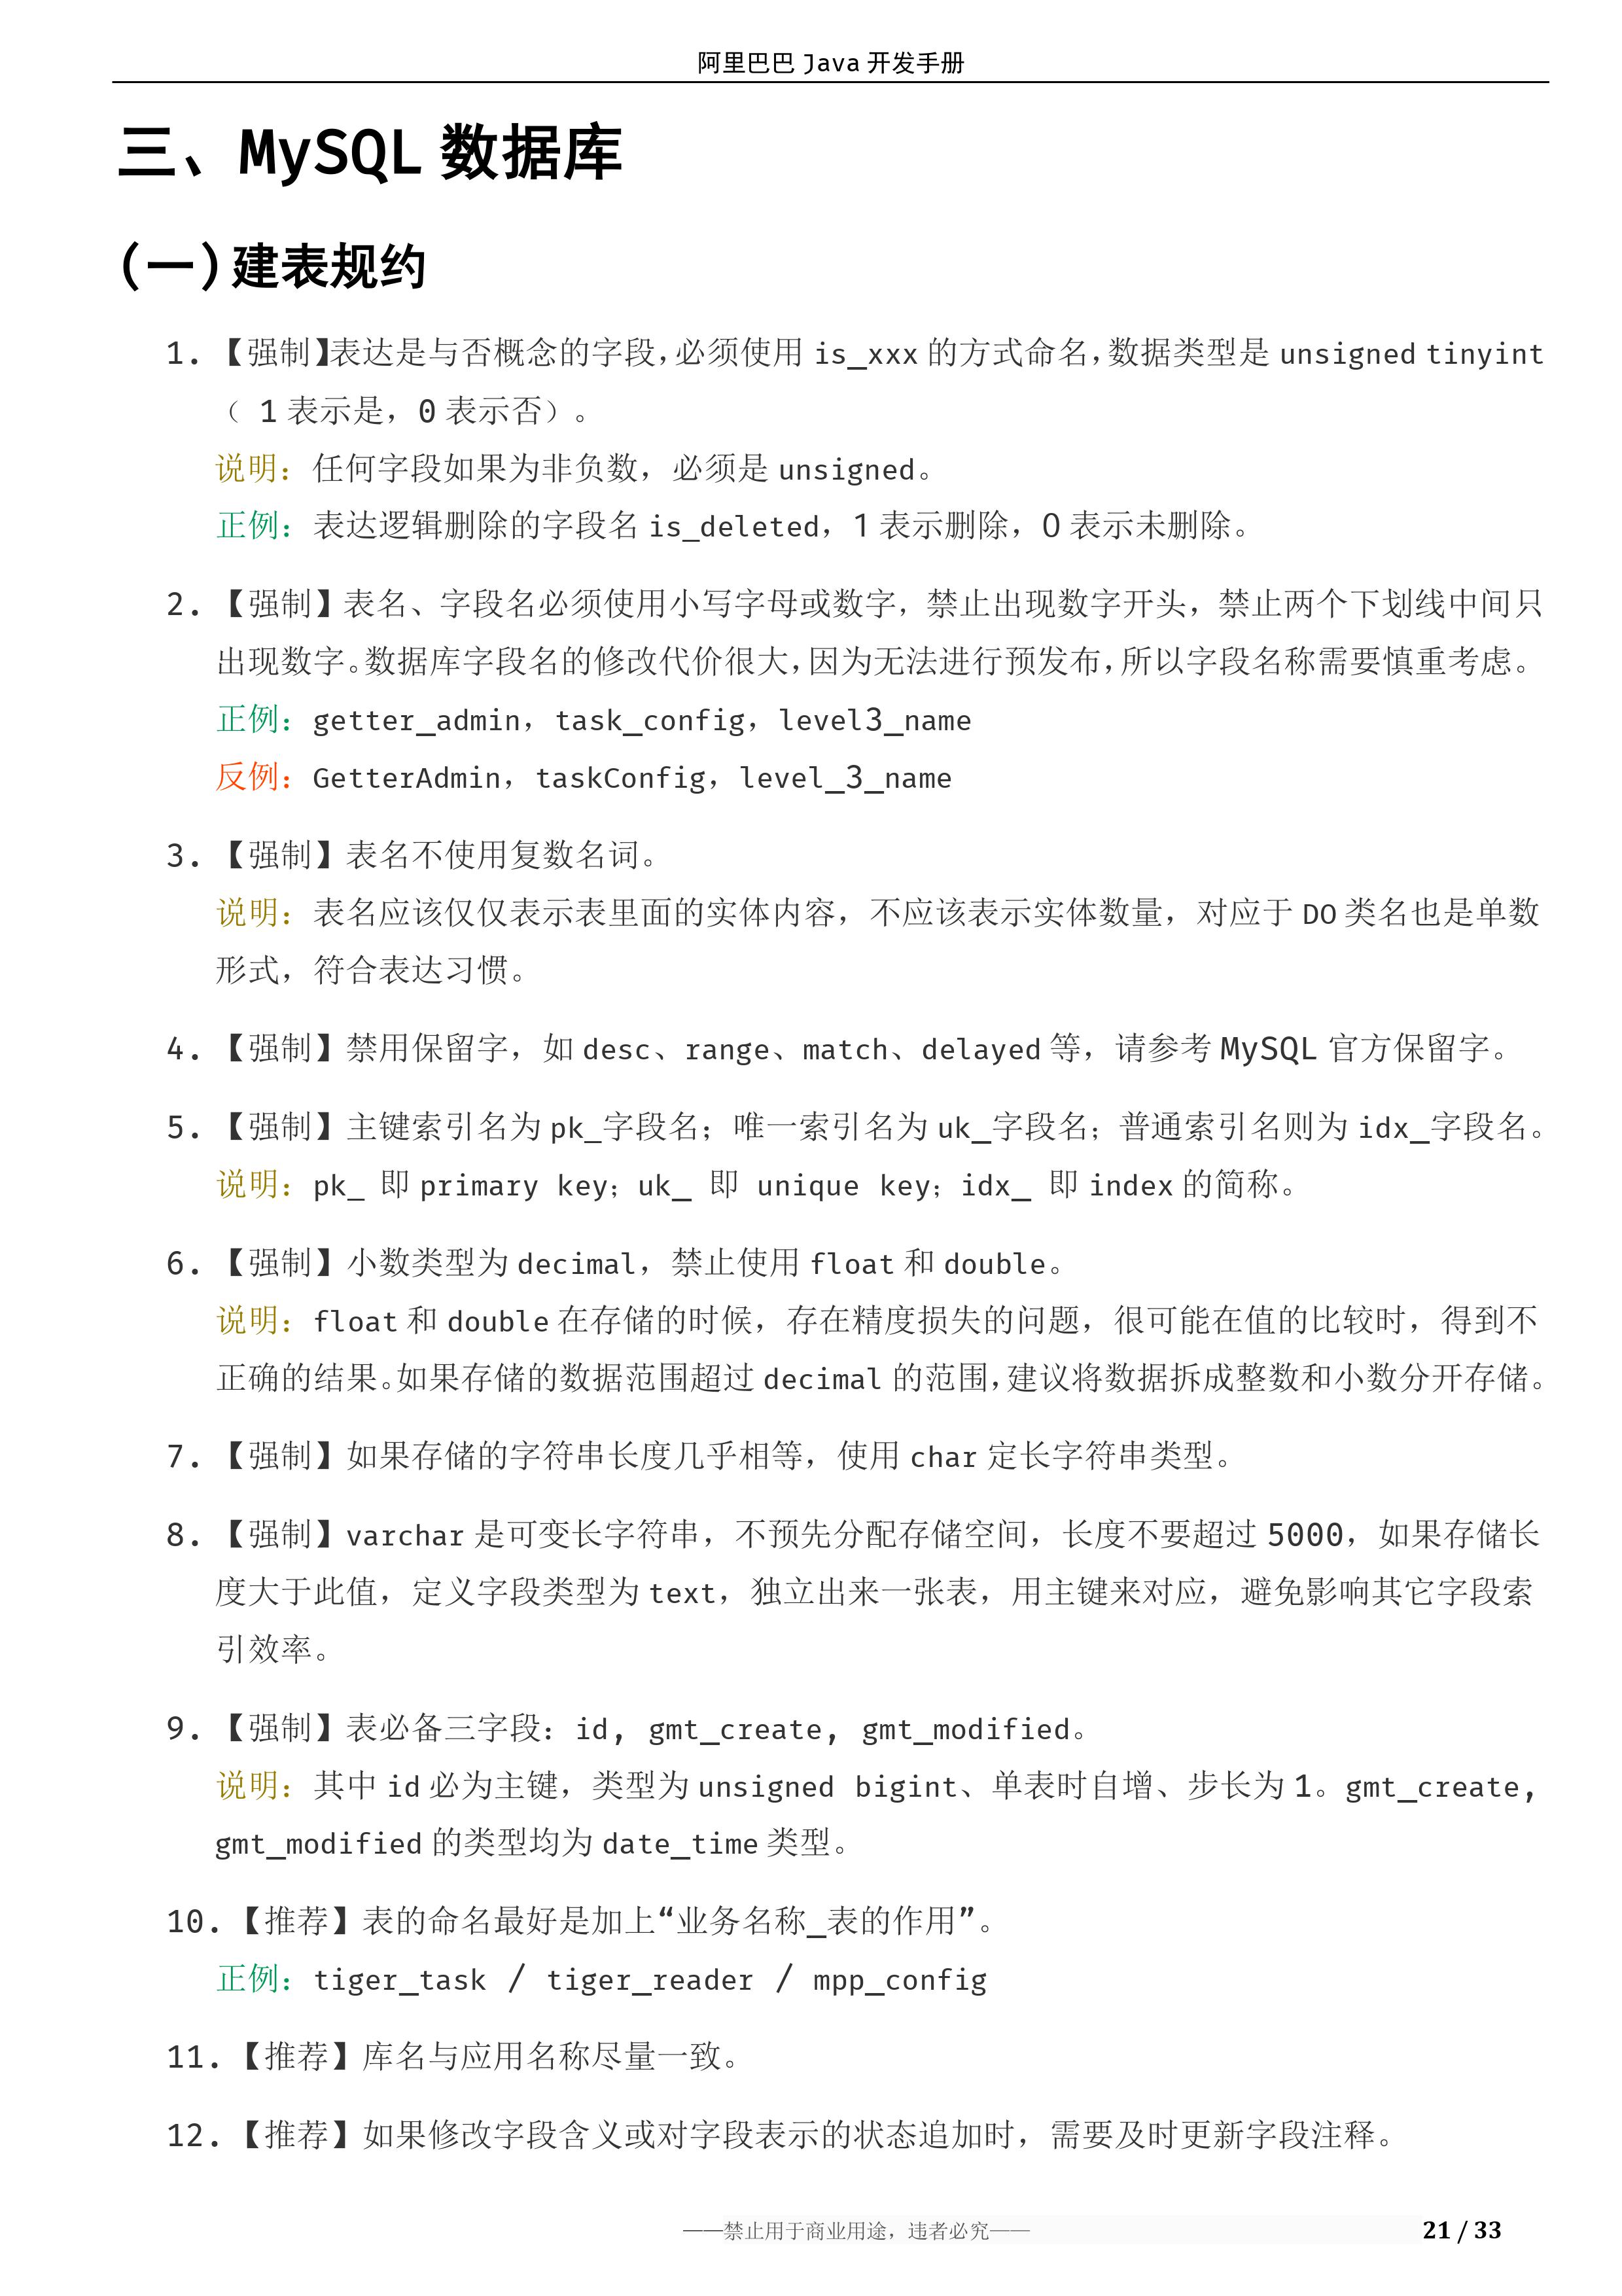 阿里巴巴 Java 开发手册
三、MySQL 数据库
(一)建表规约
1. 【强制】表达是与否概念的字段，必须使用 is_xxx 的方式命名，数据类型是 unsigned tinyint
（ 1 表示是，0 表示否）。
说明：任何字段如果为非负数，必须是 unsigned。
正例：表达逻辑删除的字段名 is_deleted，1 表示删除，0 表示未删除。
2. 【强制】表名、字段名必须使用小写字母或数字，禁止出现数字开头，禁止两个下划线中间只
出现数字。数据库字段名的修改代价很大，因为无法进行预发布，所以字段名称需要慎重考虑。
正例：getter_admin，task_config，level3_name
反例：GetterAdmin，taskConfig，level_3_name
3. 【强制】表名不使用复数名词。
说明：表名应该仅仅表示表里面的实体内容，不应该表示实体数量，对应于 DO 类名也是单数
形式，符合表达习惯。
4. 【强制】禁用保留字，如 desc、range、match、delayed 等，请参考 MySQL 官方保留字。
5. 【强制】主键索引名为 pk_字段名；唯一索引名为 uk_字段名；普通索引名则为 idx_字段名。
说明：pk_ 即 primary key；uk_ 即 unique key；idx_ 即 index 的简称。
6. 【强制】小数类型为 decimal，禁止使用 float 和 double。
说明：float 和 double 在存储的时候，存在精度损失的问题，很可能在值的比较时，得到不
正确的结果。如果存储的数据范围超过 decimal 的范围，建议将数据拆成整数和小数分开存储。
7. 【强制】如果存储的字符串长度几乎相等，使用 char 定长字符串类型。
8. 【强制】varchar 是可变长字符串，不预先分配存储空间，长度不要超过 5000，如果存储长
度大于此值，定义字段类型为 text，独立出来一张表，用主键来对应，避免影响其它字段索
引效率。
9. 【强制】表必备三字段：id, gmt_create, gmt_modified。
说明：其中 id 必为主键，类型为 unsigned bigint、单表时自增、步长为 1。gmt_create,
gmt_modified 的类型均为 date_time 类型。
10. 【推荐】表的命名最好是加上“业务名称_表的作用”。
正例：tiger_task / tiger_reader / mpp_config
11. 【推荐】库名与应用名称尽量一致。
12. 【推荐】如果修改字段含义或对字段表示的状态追加时，需要及时更新字段注释。
——禁止用于商业用途，违者必究——
21 / 33